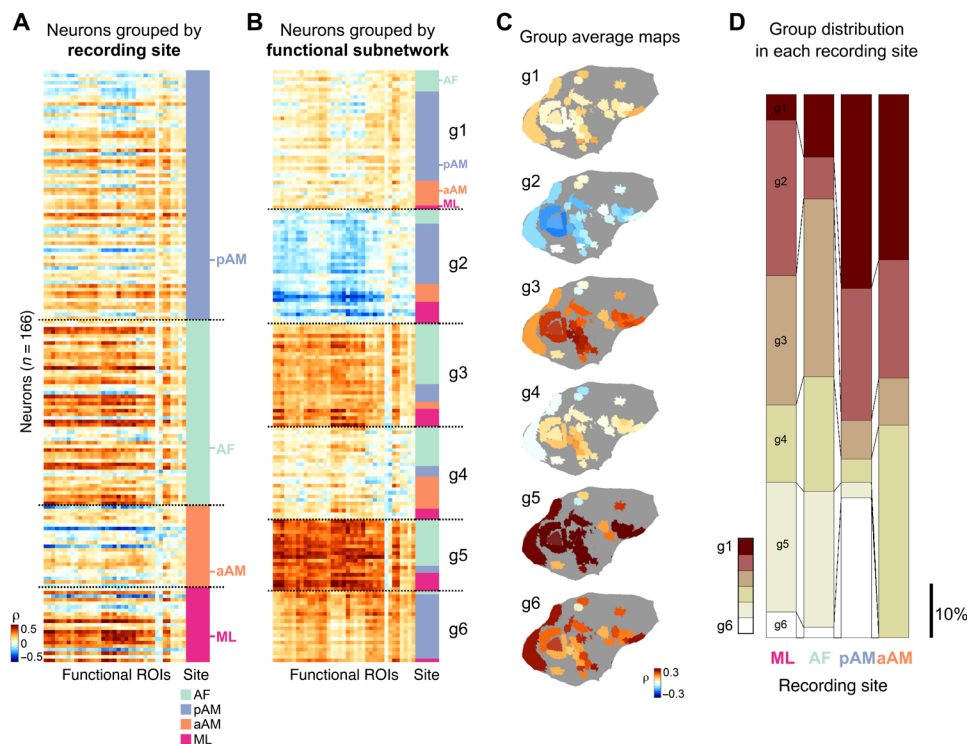 A
Neurons grouped by
recording site
Neurons (n = 166)
pAM
AF
aAM
ML
ρ
0.5
−0.5
Functional ROIs
Site
AF
pAM
aAM
ML
B
Neurons grouped by
functional subnetwork
AF
g1
pAM
aAM
ML
g2
g3
g4
g5
g6
Functional ROIs
Site
C
Group average maps
g1
g2
g3
g4
g5
g6
ρ
0.3
−0.3
D
Group distribution
in each recording site
g1
g2
g3
g4
g5
g6
g1
g6
10%
ML AF pAM aAM
Recording site